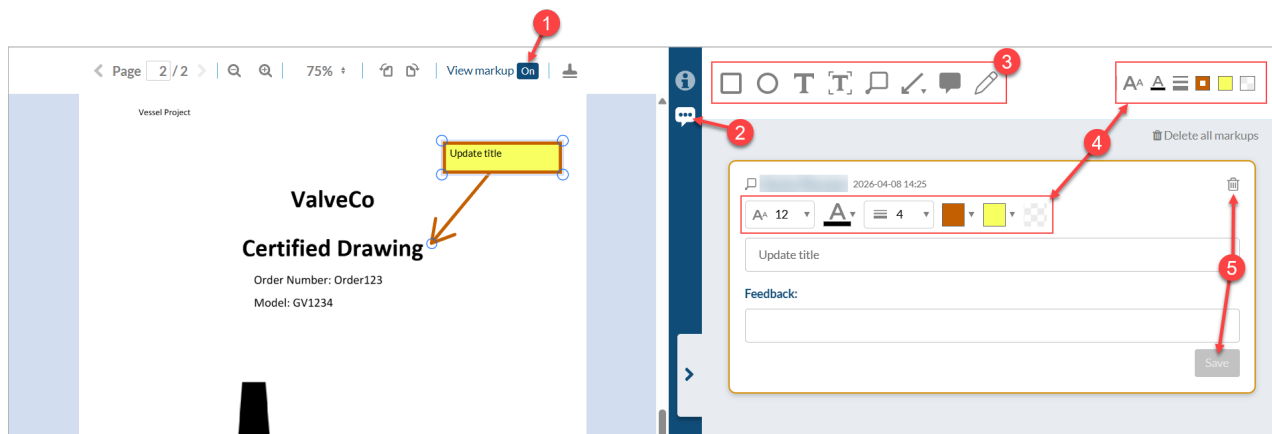 1
Page 2 / 2 75% View markup On
3
2
4
Delete all markups
Vessel Project
Update title
2026-04-08 14:25
12 A 4
ValveCo
Update title
Certified Drawing
5
Order Number: Order123
Feedback:
Model: GV1234
Save